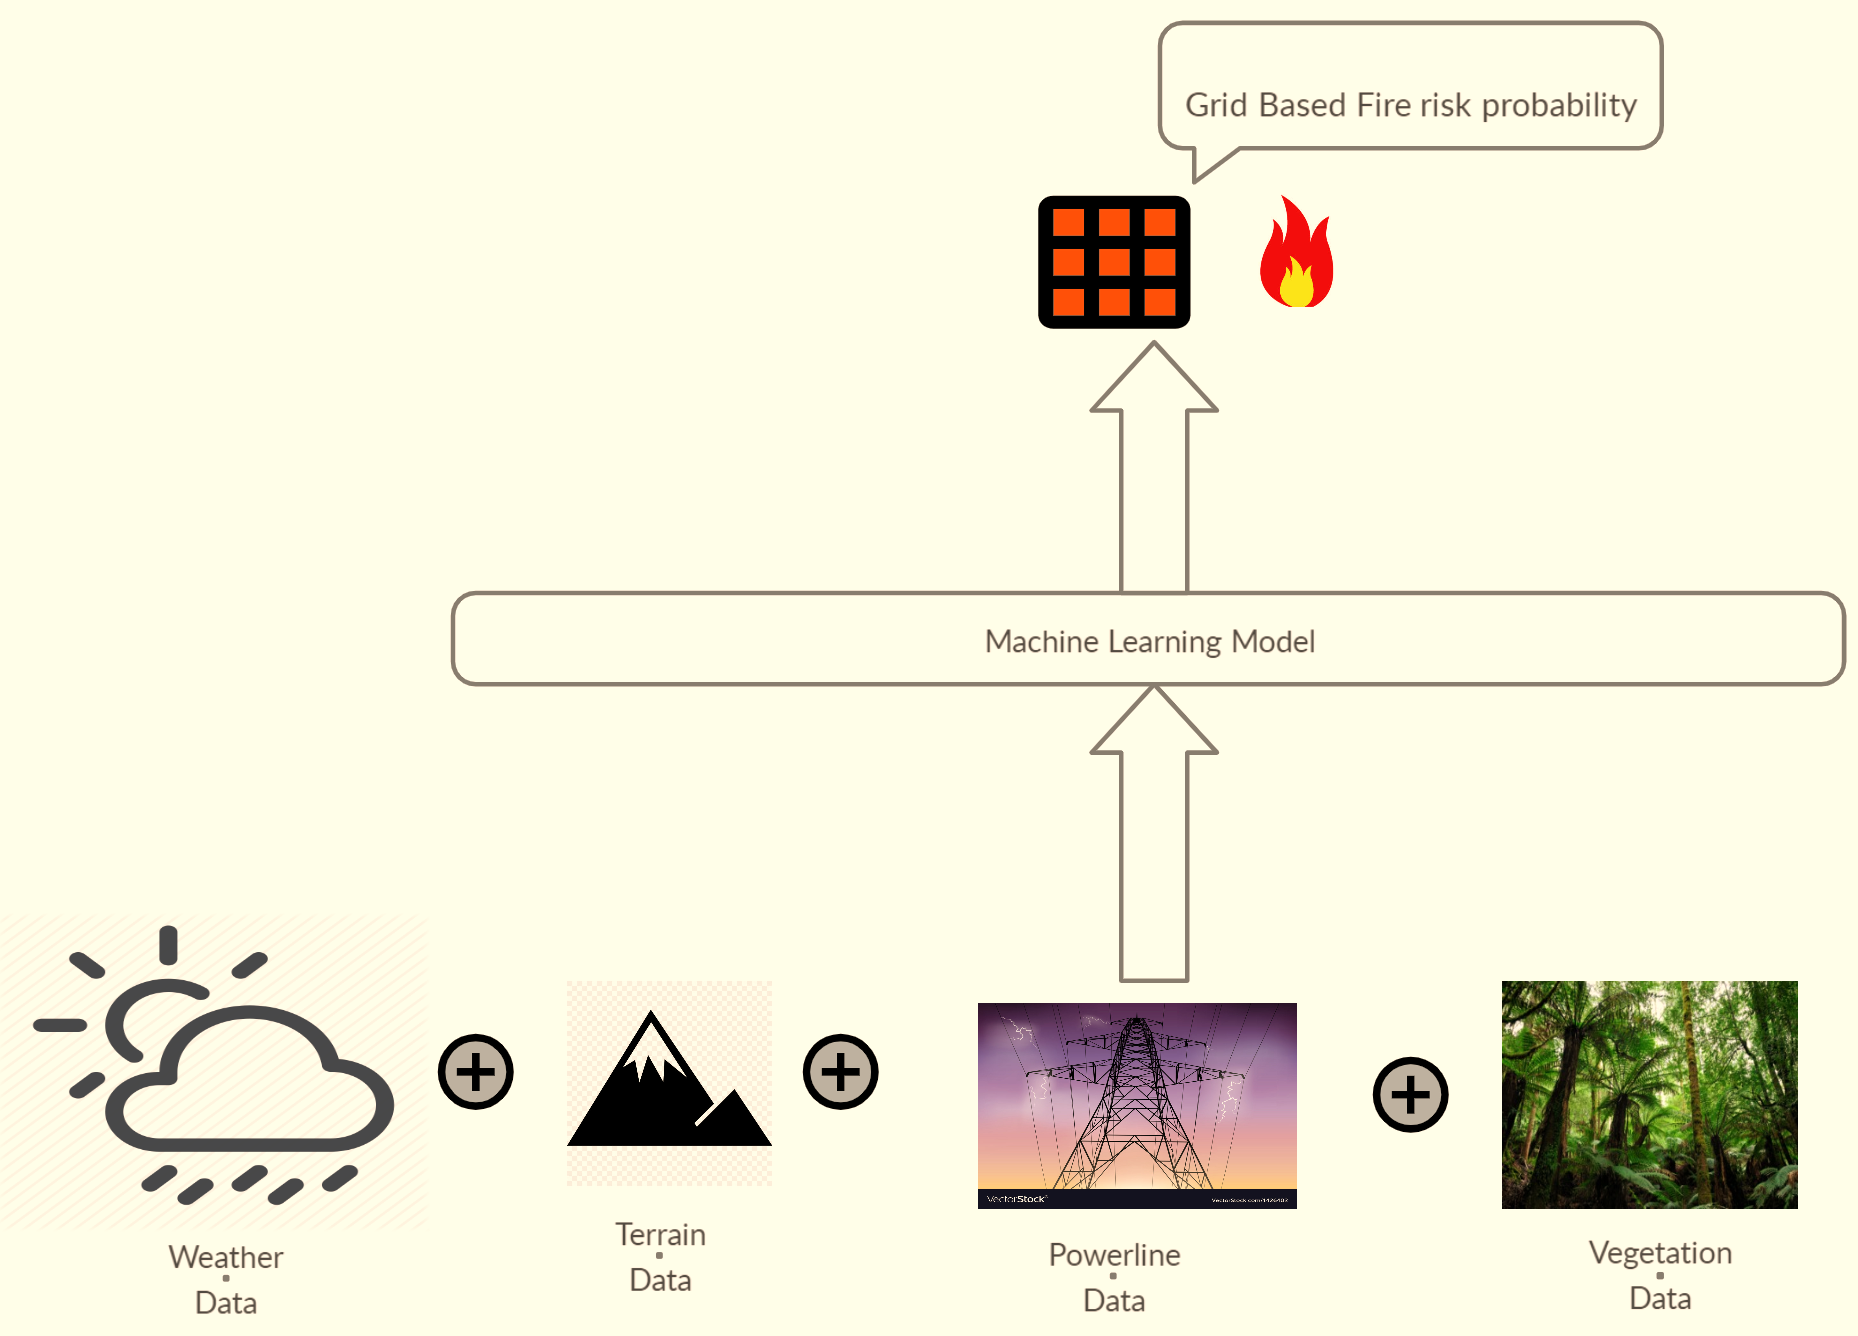 Grid Based Fire risk probability
Machine Learning Model
Weather
Data
Terrain
Data
VectorStock®
Powerline
Data
Vegetation
Data